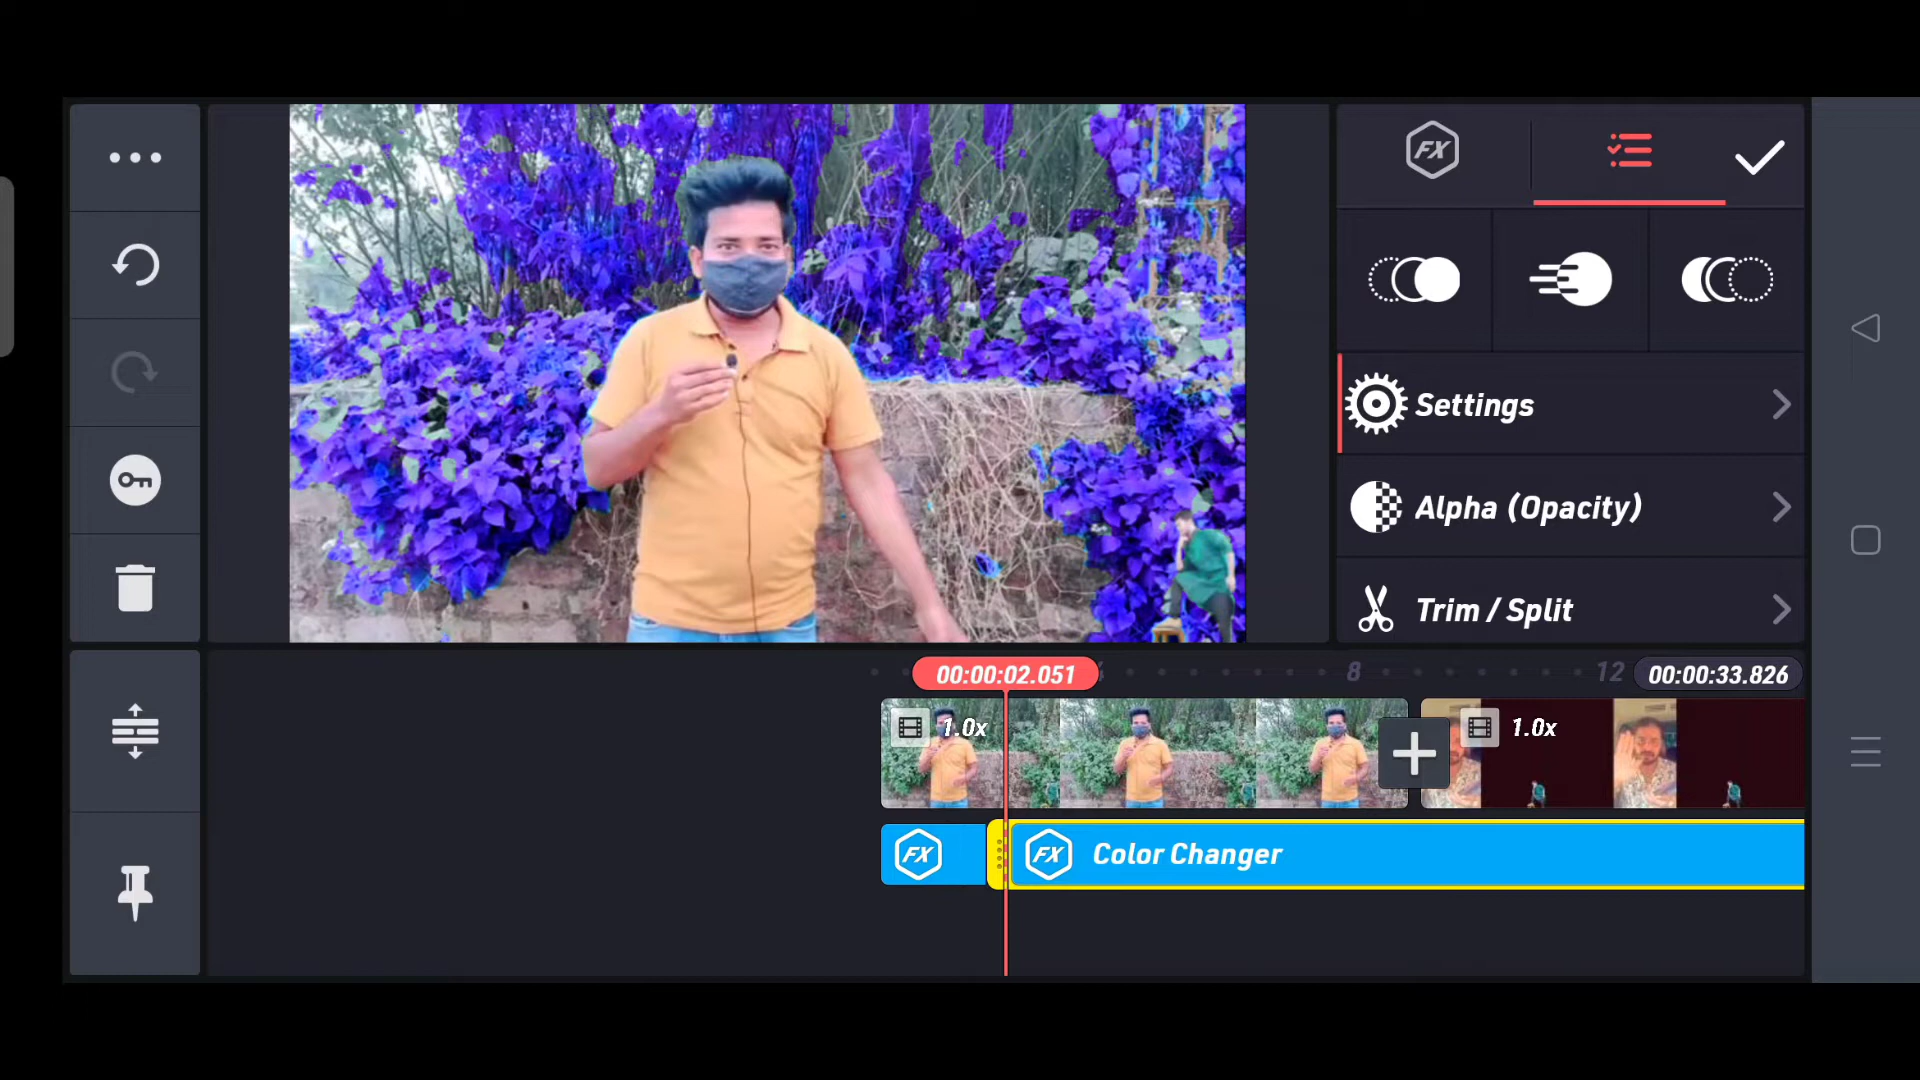 FX
Settings
Alpha (Opacity)
Trim / Split
00:00:02.051
8
12
00:00:33.826
1.0x
1.0x
FX
FX
Color Changer